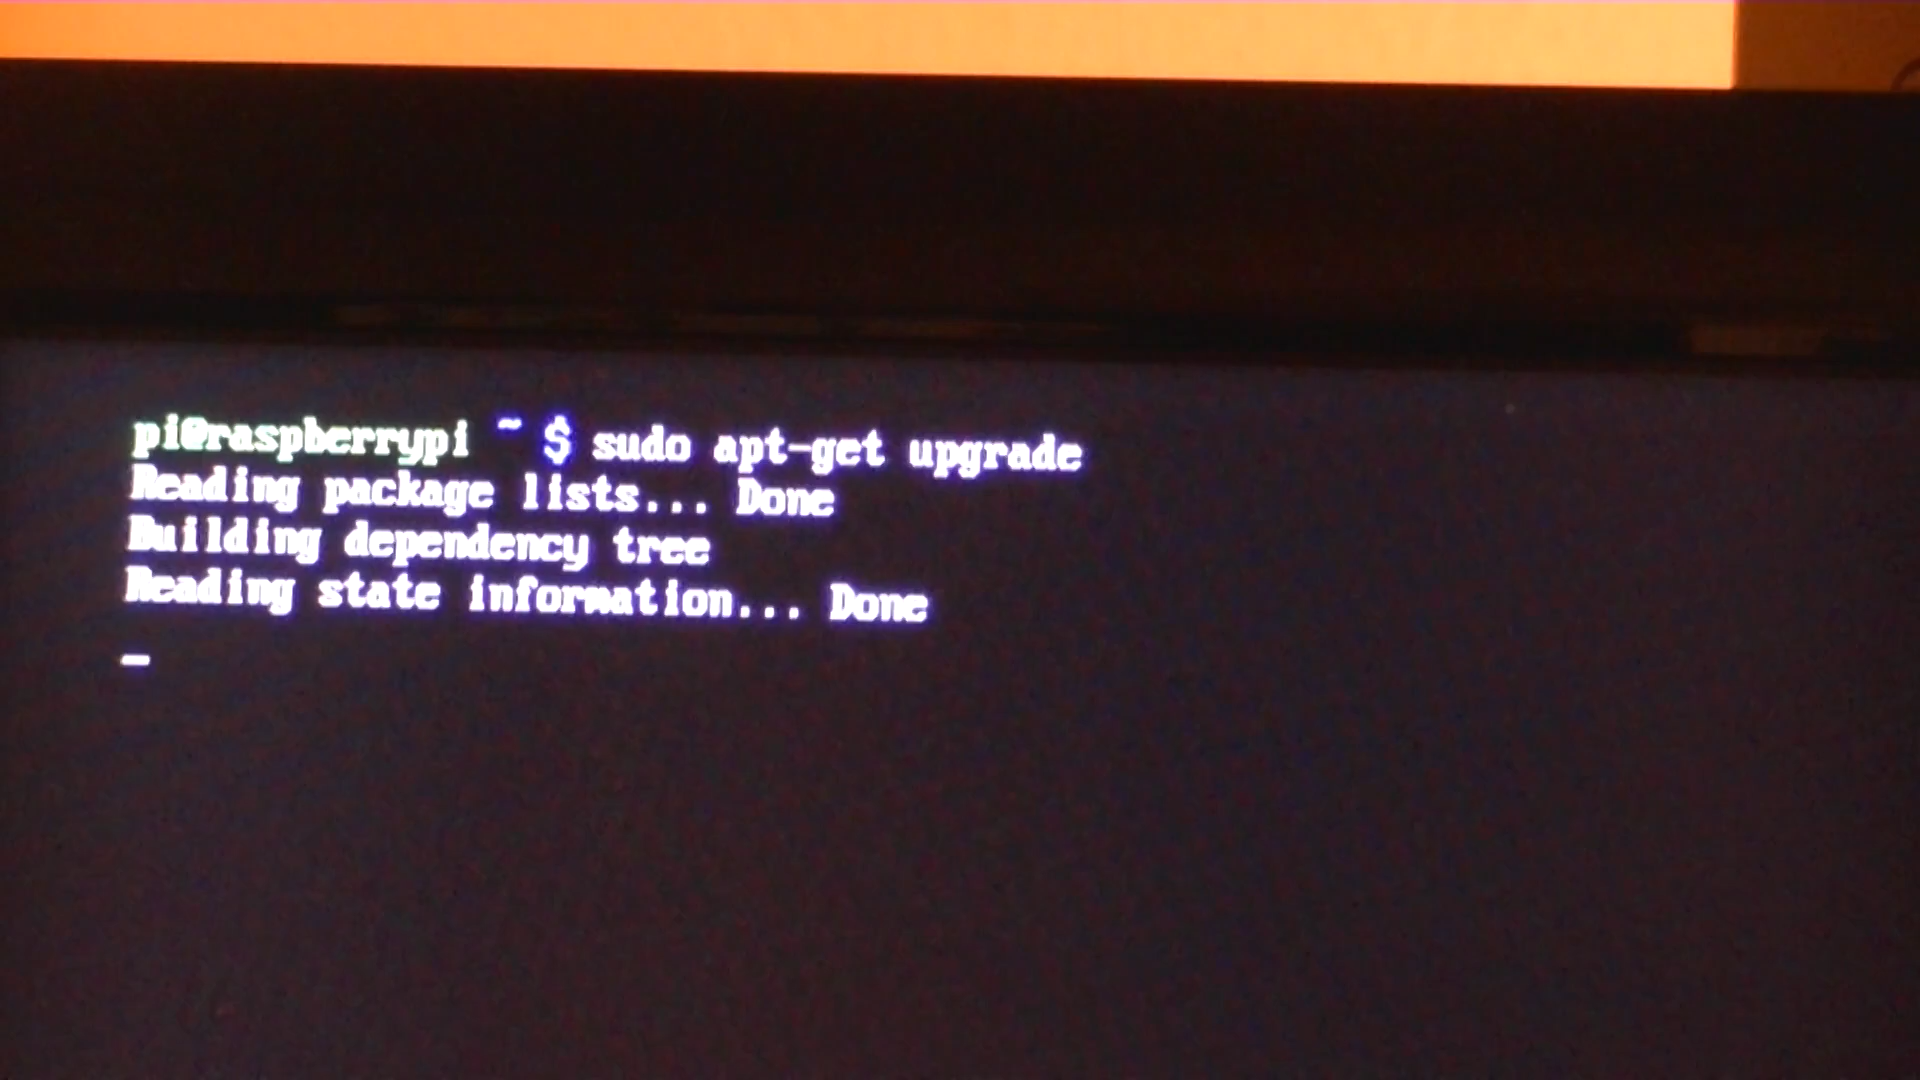 pi@raspberrypi ~ $ sudo apt-get upgrade
Reading package lists... Done
Building dependency tree
Reading state information... Done
_